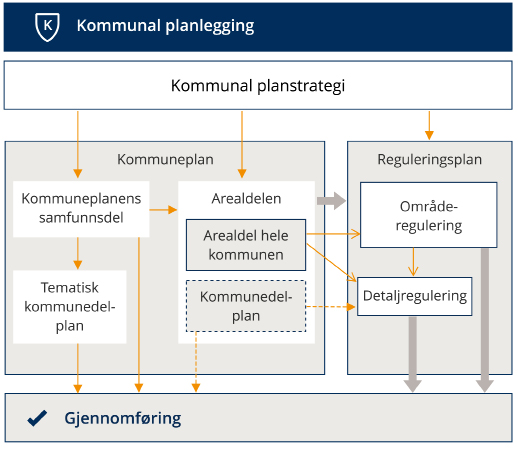 K
Kommunal planlegging
Kommunal planstrategi
Kommuneplan
Kommuneplanens
samfunnsdel
Tematisk
kommunedel-
plan
Arealdelen
Arealdel hele
kommunen
Kommunedel-
plan
Reguleringsplan
Område-
regulering
Detaljregulering
Gjennomføring